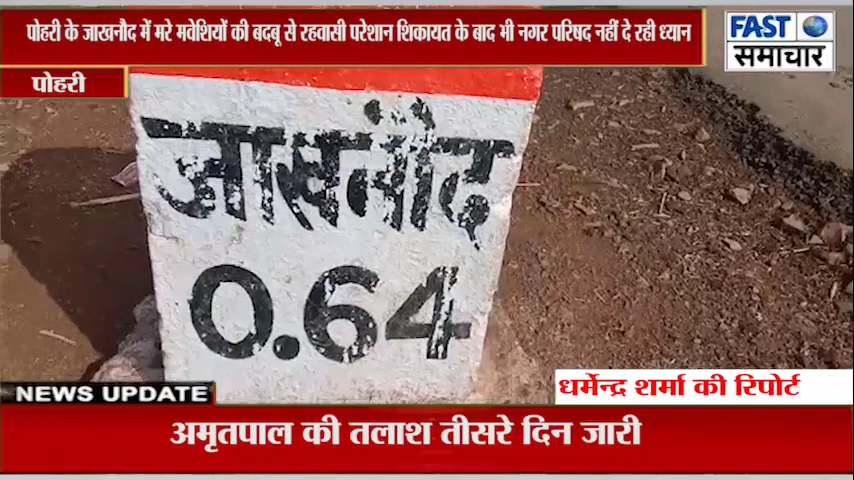 पोहरी के जाखनौद में मरे मवेशियों की बदबू से रहवासी परेशान शिकायत के बाद भी नगर परिषद नहीं दे रही ध्यान
FAST
समाचार
पोहरी
जाखनौद
0.64
धर्मेन्द्र शर्मा की रिपोर्ट
NEWS UPDATE
अमृतपाल की तलाश तीसरे दिन जारी